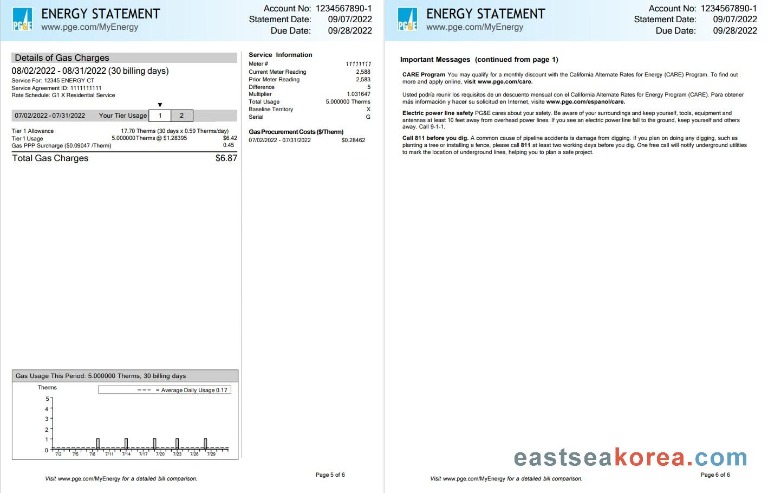 ENERGY STATEMENT
www.pge.com/MyEnergy
Account No: 1234567890-1
Statement Date: 09/07/2022
Due Date: 09/28/2022
Details of Gas Charges
08/02/2022 - 08/31/2022 (30 billing days)
Service For: 12345 ENERGY CT
Service Agreement ID: 1111111111
Rate Schedule: G1 X Residential Service
07/02/2022 - 07/31/2022 Your Tier Usage 1 2
Tier 1 Allowance 17.70 Therms (30 days x 0.59 Therms/day)
Tier 1 Usage 5.000000 Therms @ $1.28395 $6.42
Gas PPP Surcharge ($0.09047 /Therm) 0.45
Total Gas Charges $6.87
Service Information
Meter # 11111111
Current Meter Reading 2,588
Prior Meter Reading 2,583
Difference 5
Multiplier 1.031647
Total Usage 5.000000 Therms
Baseline Territory X
Serial G
Gas Procurement Costs ($/Therm)
07/02/2022 - 07/31/2022 $0.28462
Gas Usage This Period: 5.000000 Therms, 30 billing days
Therms
= Average Daily Usage 0.17
5
4
3
2
1
0
7/2 7/5 7/8 7/11 7/14 7/17 7/20 7/23 7/26 7/29
Visit www.pge.com/MyEnergy for a detailed bill comparison.
Page 5 of 6
ENERGY STATEMENT
www.pge.com/MyEnergy
Account No: 1234567890-1
Statement Date: 09/07/2022
Due Date: 09/28/2022
Important Messages (continued from page 1)
CARE Program You may qualify for a monthly discount with the California Alternate Rates for Energy (CARE) Program. To find out
more and apply online, visit www.pge.com/care.
Usted podría reunir los requisitos de un descuento mensual con el California Alternate Rates for Energy Program (CARE). Para obtener
más información y hacer su solicitud en Internet, visite www.pge.com/espanol/care.
Electric power line safety PG&E cares about your safety. Be aware of your surroundings and keep yourself, tools, equipment and
antennas at least 10 feet away from overhead power lines. If you see an electric power line fall to the ground, keep yourself and others
away. Call 9-1-1.
Call 811 before you dig. A common cause of pipeline accidents is damage from digging. If you plan on doing any digging, such as
planting a tree or installing a fence, please call 811 at least two working days before you dig. One free call will notify underground utilities
to mark the location of underground lines, helping you to plan a safe project.
eastseakorea.com
Visit www.pge.com/MyEnergy for a detailed bill comparison.
Page 6 of 6